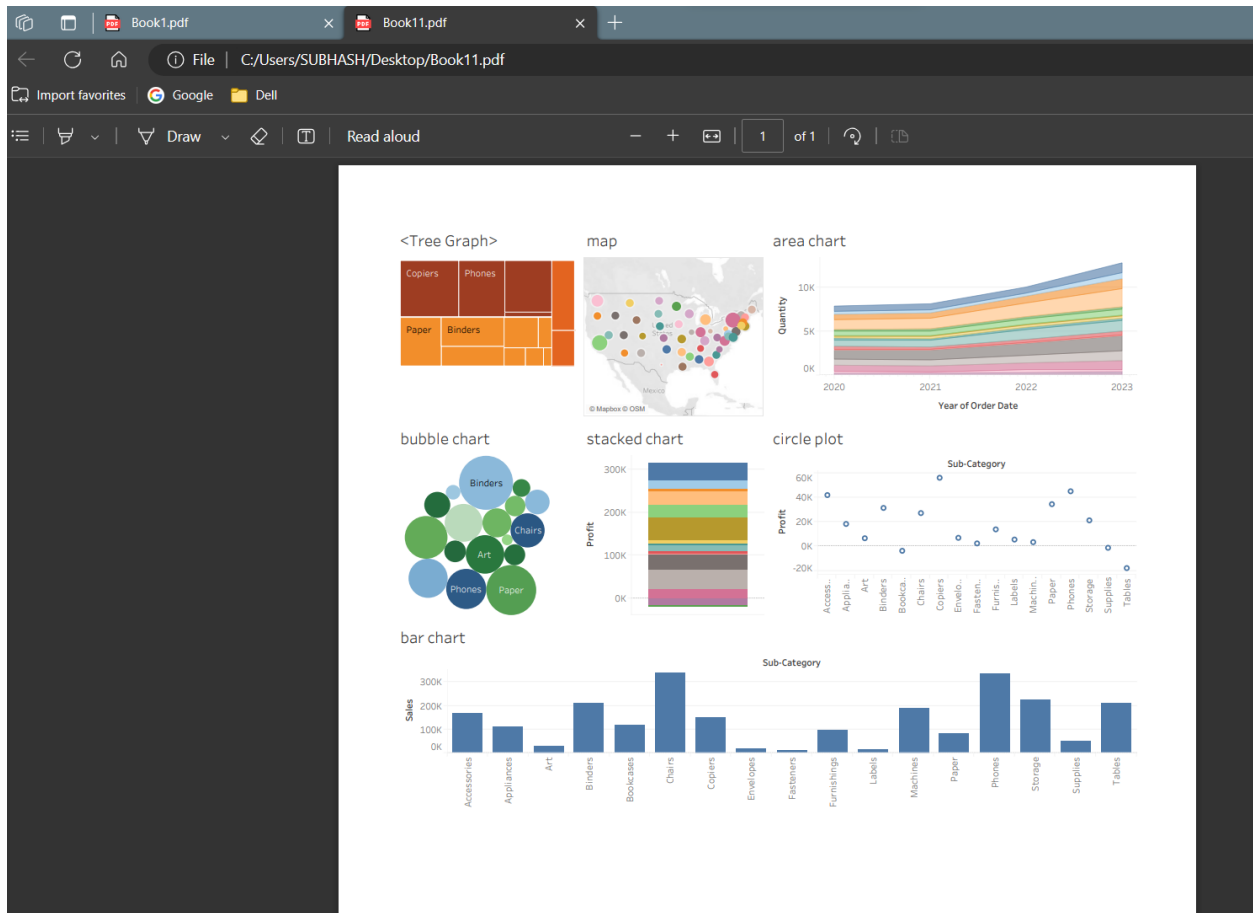 Book1.pdf
Book11.pdf
File
C:/Users/SUBHASH/Desktop/Book11.pdf
Import favorites
Google
Dell
Draw
Read aloud
1 of 1
<Tree Graph>
Copiers
Phones
Paper
Binders
map
United States
Mexico
© Mapbox © OSM
area chart
Quantity
10K
5K
0K
2020
2021
2022
2023
Year of Order Date
bubble chart
Binders
Chairs
Art
Phones
Paper
stacked chart
Profit
300K
200K
100K
0K
circle plot
Sub-Category
Profit
60K
40K
20K
0K
-20K
Access..
Applia..
Art
Binders
Bookca..
Chairs
Copiers
Envelo..
Fasten..
Furnis..
Labels
Machin..
Paper
Phones
Storage
Supplies
Tables
bar chart
Sub-Category
Sales
300K
200K
100K
0K
Accessories
Appliances
Art
Binders
Bookcases
Chairs
Copiers
Envelopes
Fasteners
Furnishings
Labels
Machines
Paper
Phones
Storage
Supplies
Tables